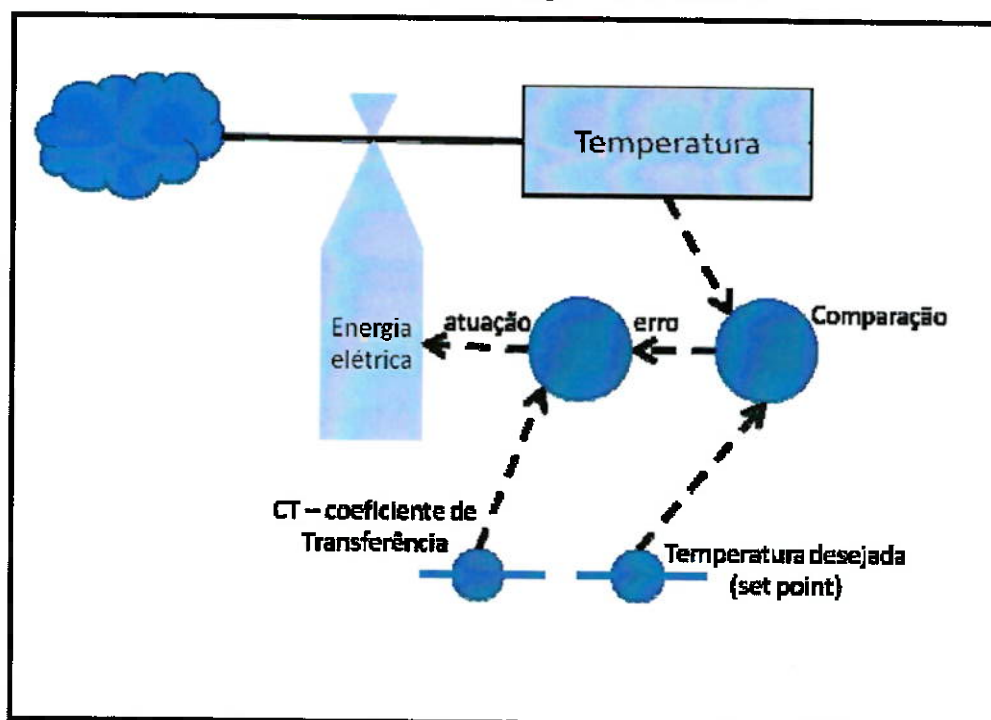 Temperatura
Comparação
erro
atuação
Energia
elétrica
CT – coeficiente de
Transferência
Temperatura desejada
(set point)